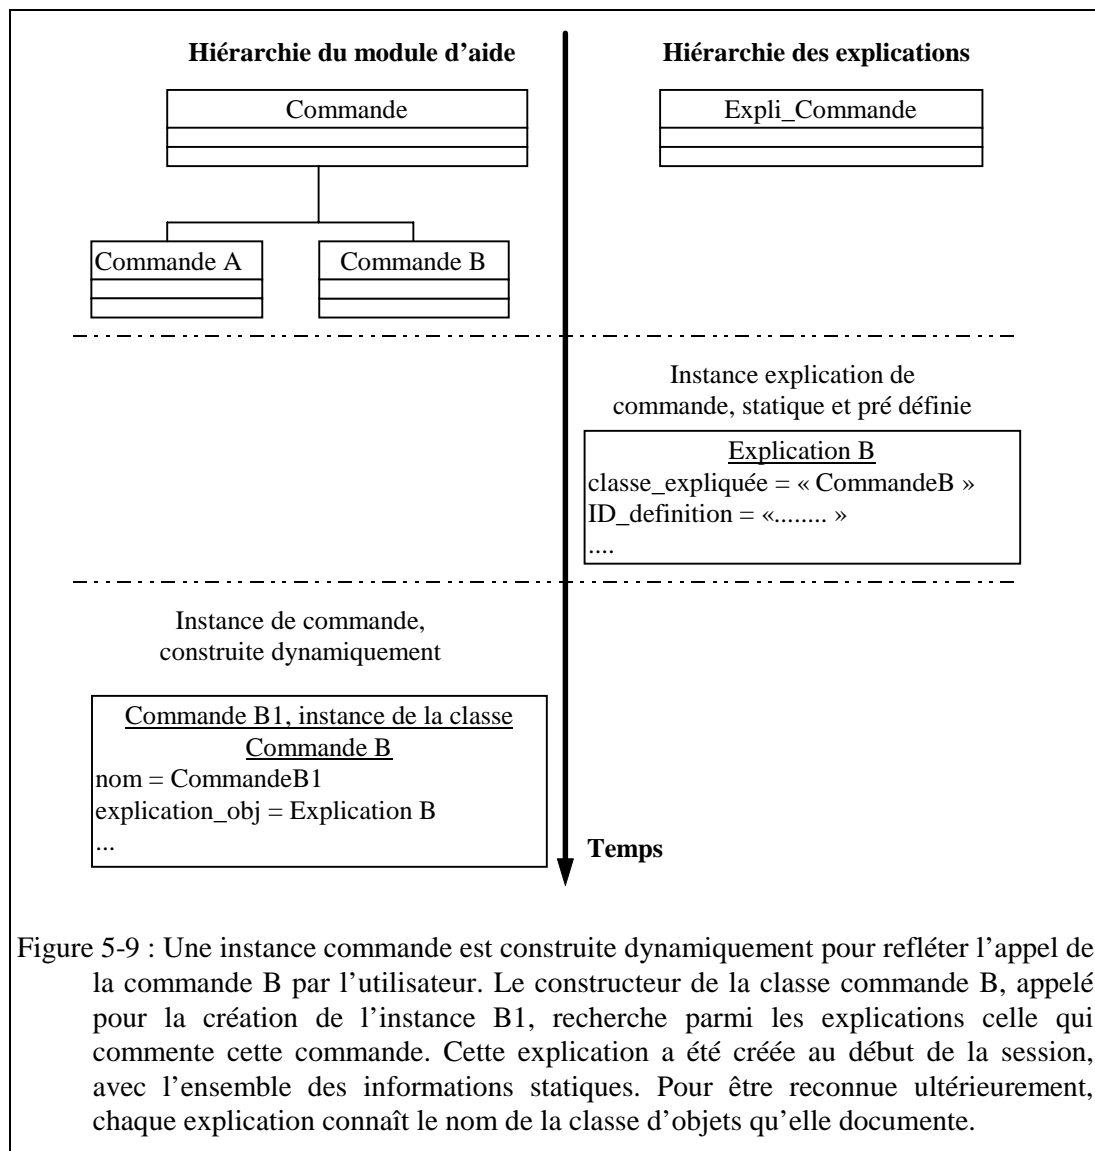 Hiérarchie du module d'aide
Hiérarchie des explications
Commande
Expli_Commande
Commande A
Commande B
Instance explication de
commande, statique et pré définie
Explication B
classe_expliquée = « CommandeB »
ID_definition = «........ »
....
Instance de commande,
construite dynamiquement
Commande B1, instance de la classe
Commande B
nom = CommandeB1
explication_obj = Explication B
...
Temps
Figure 5-9 : Une instance commande est construite dynamiquement pour refléter l'appel de
la commande B par l'utilisateur. Le constructeur de la classe commande B, appelé
pour la création de l'instance B1, recherche parmi les explications celle qui
commente cette commande. Cette explication a été créée au début de la session,
avec l'ensemble des informations statiques. Pour être reconnue ultérieurement,
chaque explication connaît le nom de la classe d'objets qu'elle documente.